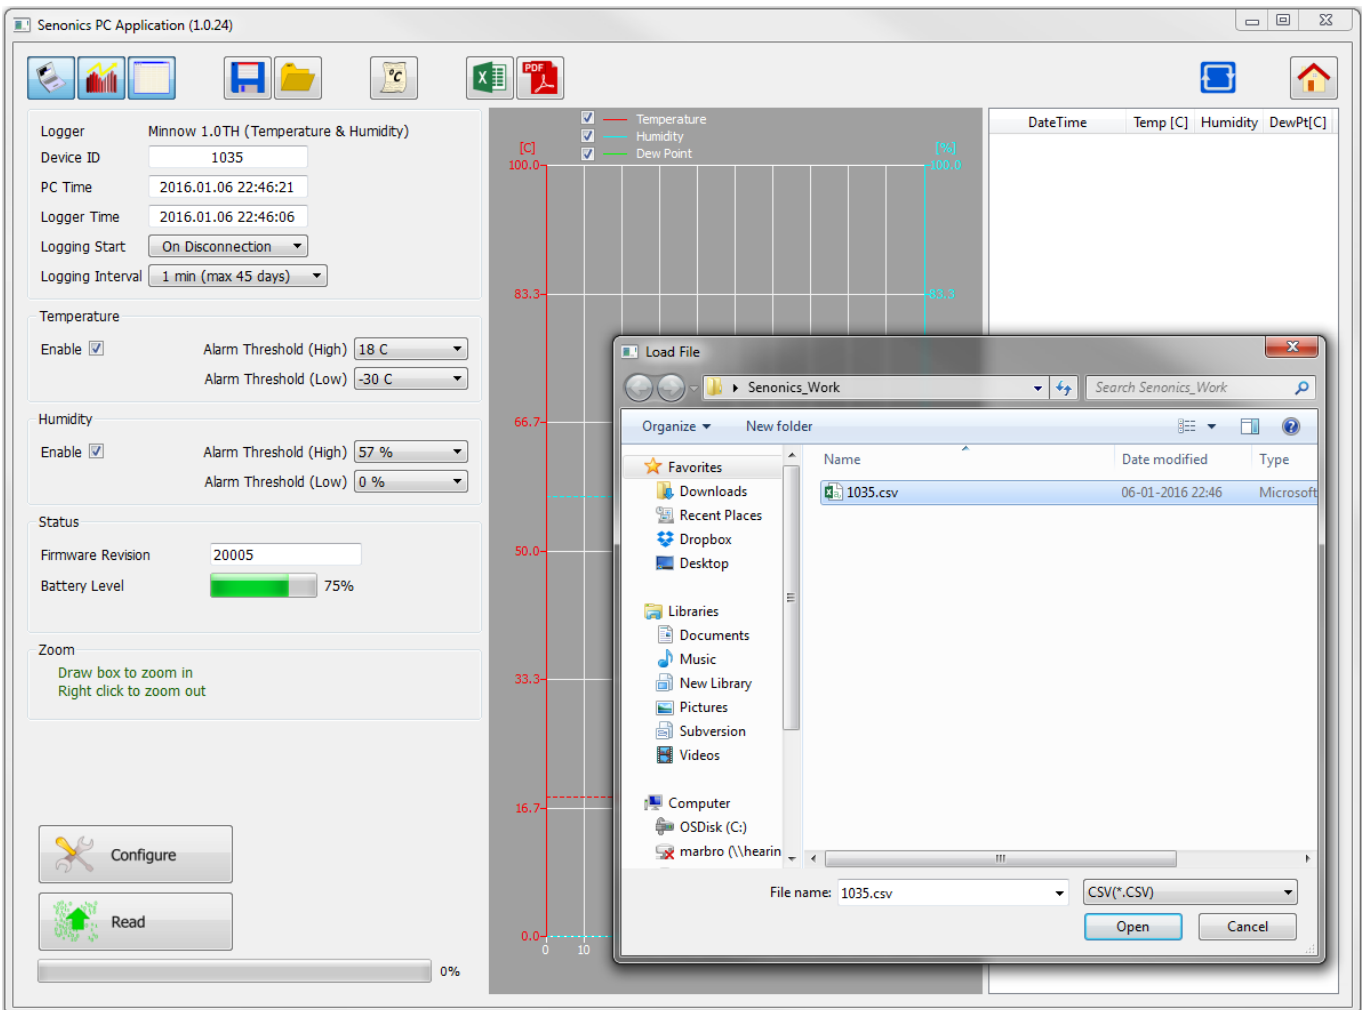 Senonics PC Application (1.0.24)
°C
X
PDF
Logger Minnow 1.0TH (Temperature & Humidity)
Device ID 1035
PC Time 2016.01.06 22:46:21
Logger Time 2016.01.06 22:46:06
Logging Start On Disconnection
Logging Interval 1 min (max 45 days)
Temperature
Enable Alarm Threshold (High) 18 C
Alarm Threshold (Low) -30 C
Humidity
Enable Alarm Threshold (High) 57 %
Alarm Threshold (Low) 0 %
Status
Firmware Revision 20005
Battery Level 75%
Zoom
Draw box to zoom in
Right click to zoom out
Configure
Read
0%
Temperature
Humidity
Dew Point
[C] [%]
100.0 100.0
83.3 83.3
66.7
50.0
33.3
16.7
0.0
0 10
DateTime Temp [C] Humidity DewPt[C]
Load File
Senonics_Work Search Senonics_Work
Organize New folder
Favorites
Downloads
Recent Places
Dropbox
Desktop
Libraries
Documents
Music
New Library
Pictures
Subversion
Videos
Computer
OSDisk (C:)
marbro (\\hearin
Name Date modified Type
1035.csv 06-01-2016 22:46 Microsoft
File name: 1035.csv CSV(*.CSV)
Open Cancel